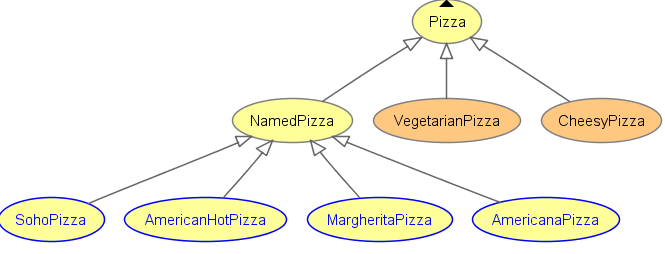 Pizza
NamedPizza
VegetarianPizza
CheesyPizza
SohoPizza
AmericanHotPizza
MargheritaPizza
AmericanaPizza